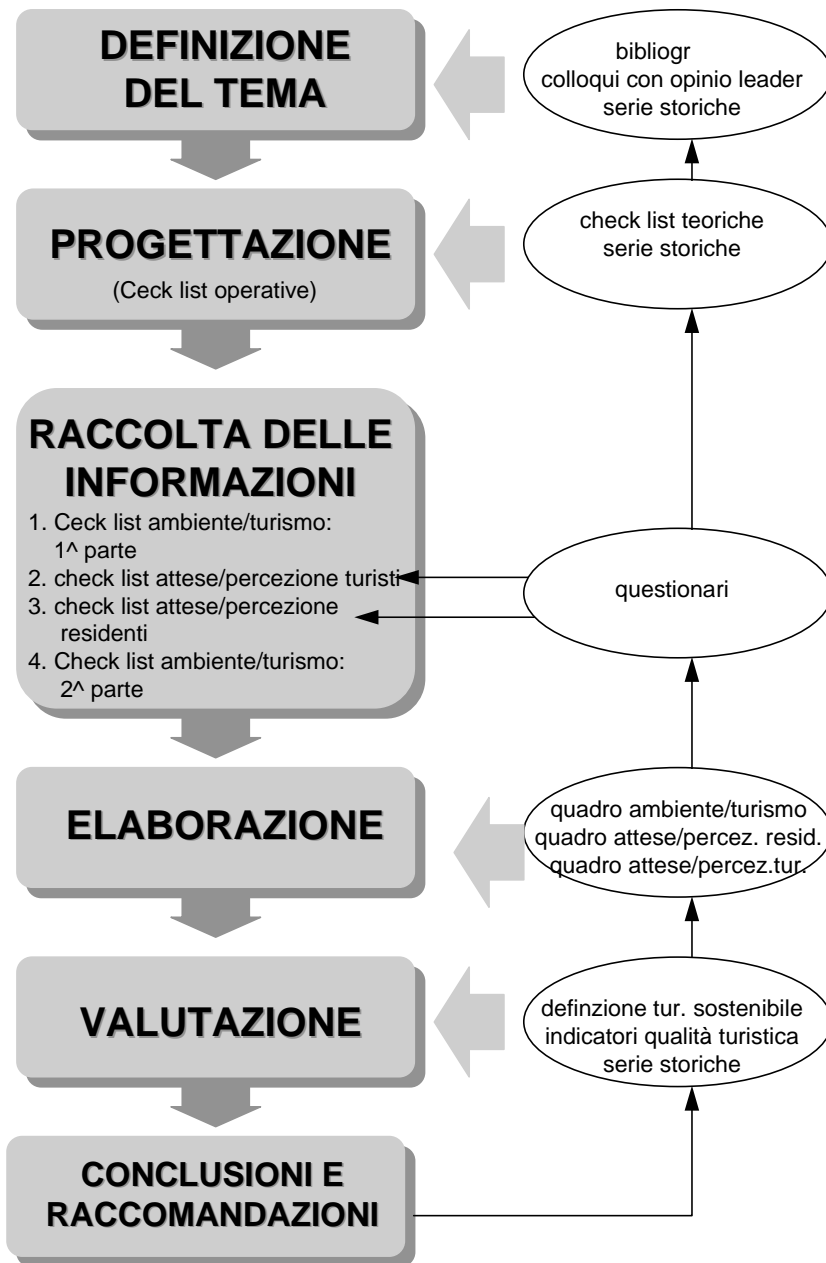 DEFINIZIONE
DEL TEMA
bibliogr
colloqui con opinio leader
serie storiche
PROGETTAZIONE
(Ceck list operative)
check list teoriche
serie storiche
RACCOLTA DELLE
INFORMAZIONI
1. Ceck list ambiente/turismo:
1^ parte
2. check list attese/percezione turisti
3. check list attese/percezione
residenti
4. Check list ambiente/turismo:
2^ parte
questionari
ELABORAZIONE
quadro ambiente/turismo
quadro attese/percez. resid.
quadro attese/percez.tur.
VALUTAZIONE
definzione tur. sostenibile
indicatori qualità turistica
serie storiche
CONCLUSIONI E
RACCOMANDAZIONI